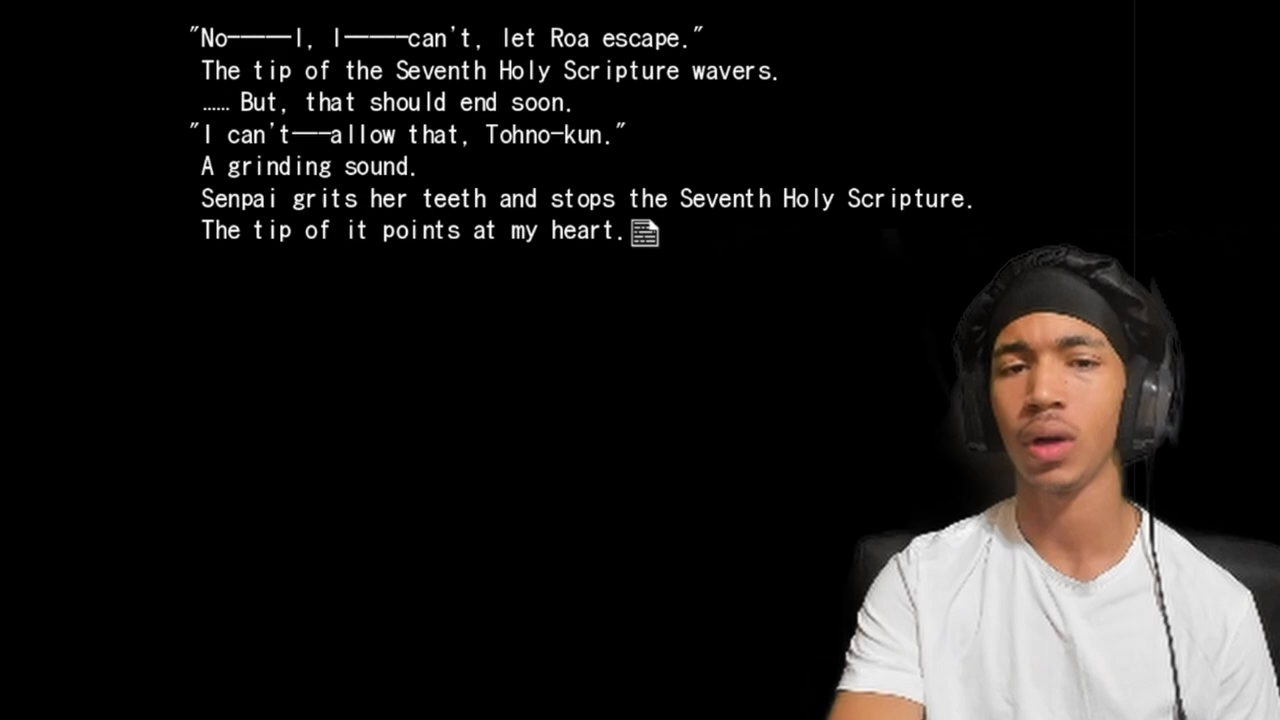 "No―――I, I―――can't, let Roa escape."
The tip of the Seventh Holy Scripture wavers.
…… But, that should end soon.
"I can't――allow that, Tohno-kun."
A grinding sound.
Senpai grits her teeth and stops the Seventh Holy Scripture.
The tip of it points at my heart.